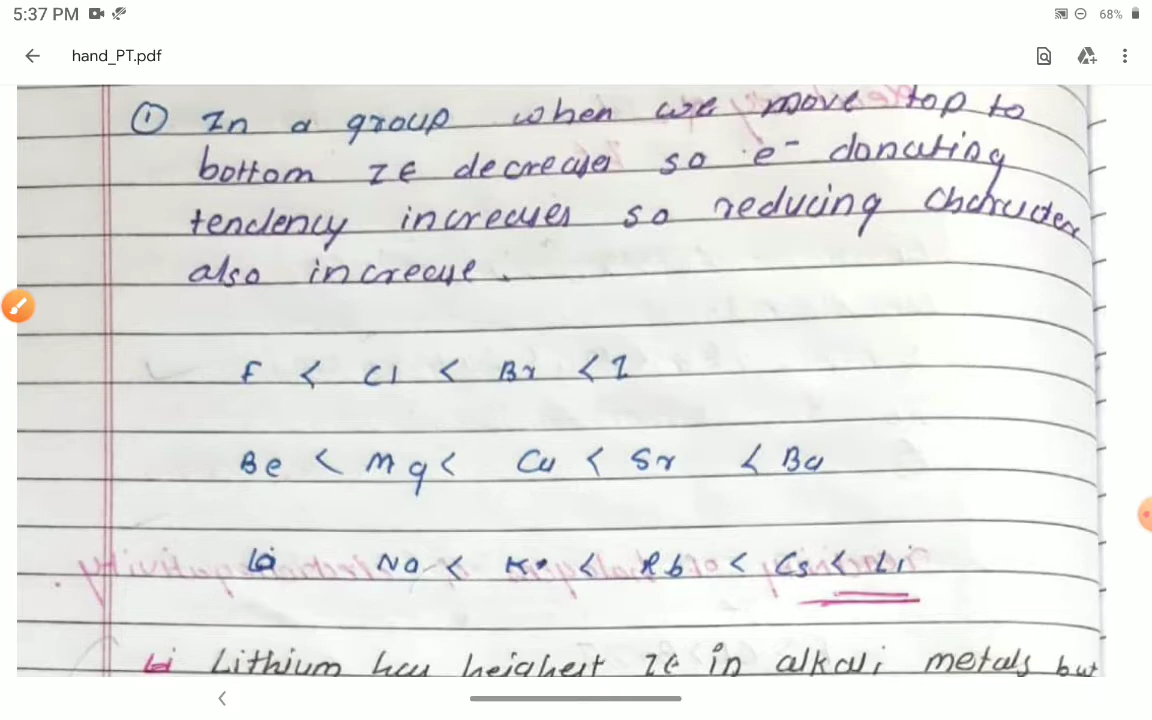 5:37 PM
68%
hand_PT.pdf
① In a group when we move top to
bottom IE decreases so e⁻ donating
tendency increases so reducing character
also increase.
F < Cl < Br < I
Be < Mg < Ca < Sr < Ba
Na < K < Rb < Cs < Li
Lithium has heighest IE in alkali metals but